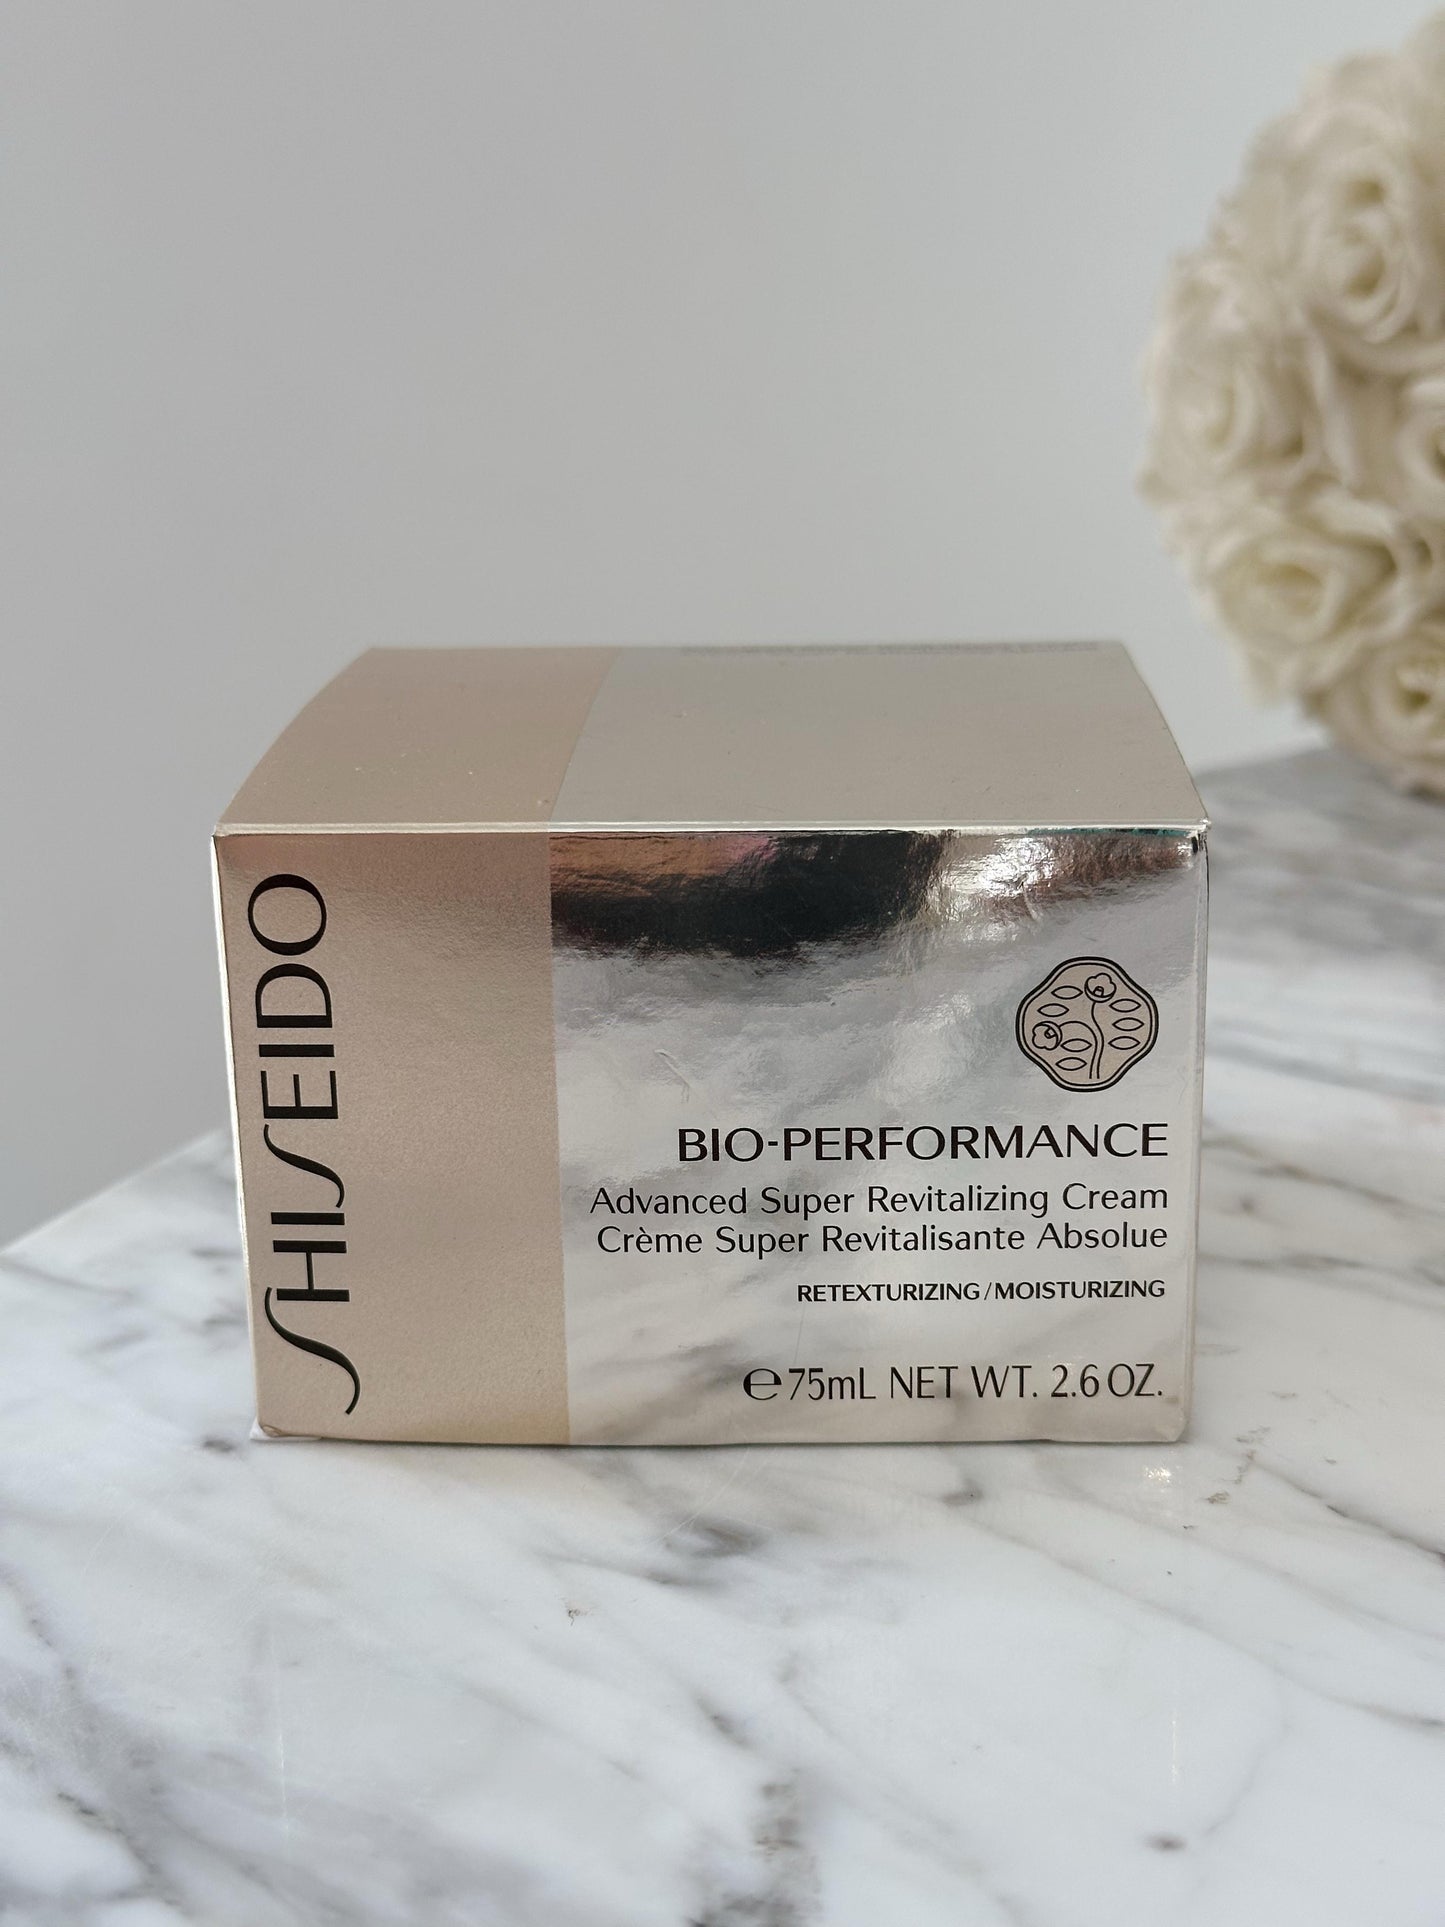 SHISEIDO
BIO-PERFORMANCE
Advanced Super Revitalizing Cream
Crème Super Revitalisante Absolue
RETEXTURIZING/MOISTURIZING
℮75mL NET WT. 2.6 OZ.